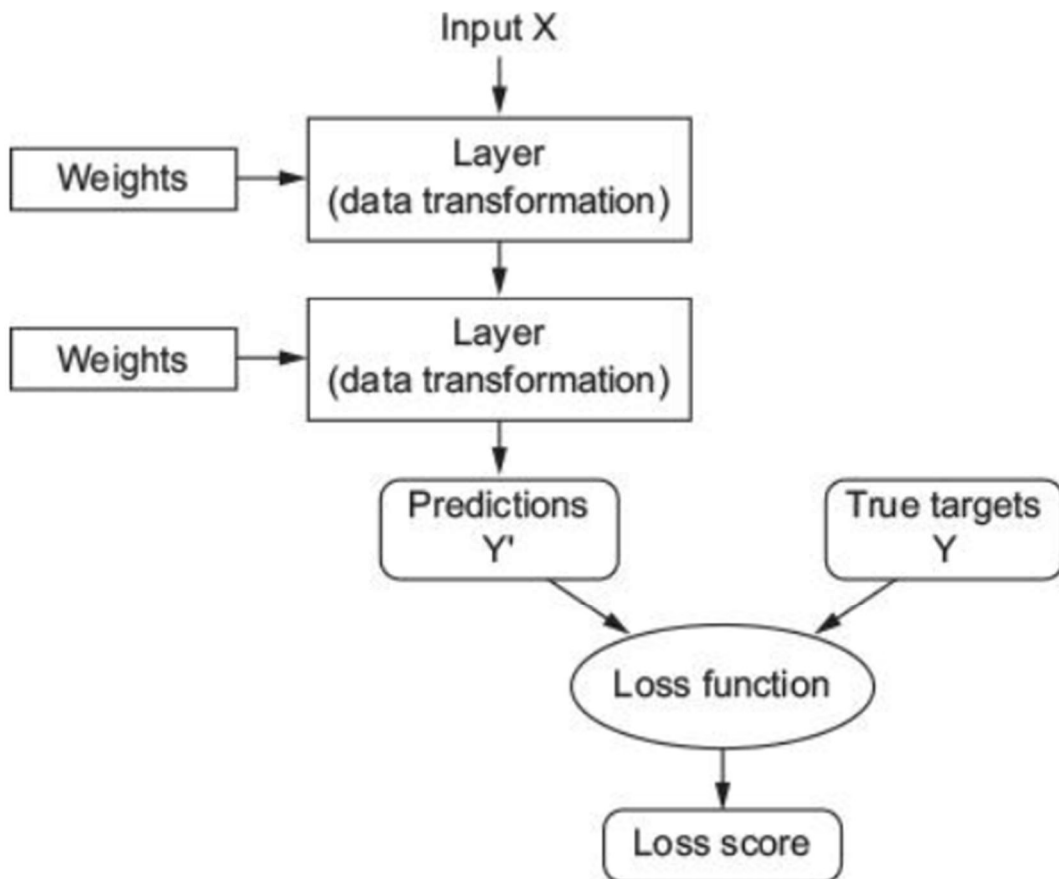 Input X
Weights
Layer
(data transformation)
Weights
Layer
(data transformation)
Predictions
Y'
True targets
Y
Loss function
Loss score